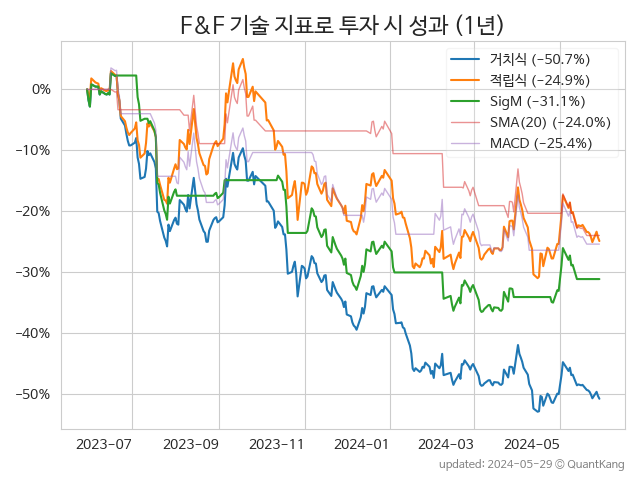 F&F 기술 지표로 투자 시 성과 (1년)
거치식 (−50.7%)
적립식 (−24.9%)
SigM (−31.1%)
SMA(20) (−24.0%)
MACD (−25.4%)
0%
−10%
−20%
−30%
−40%
−50%
2023−07 2023−09 2023−11 2024−01 2024−03 2024−05
updated: 2024−05−29 © QuantKang